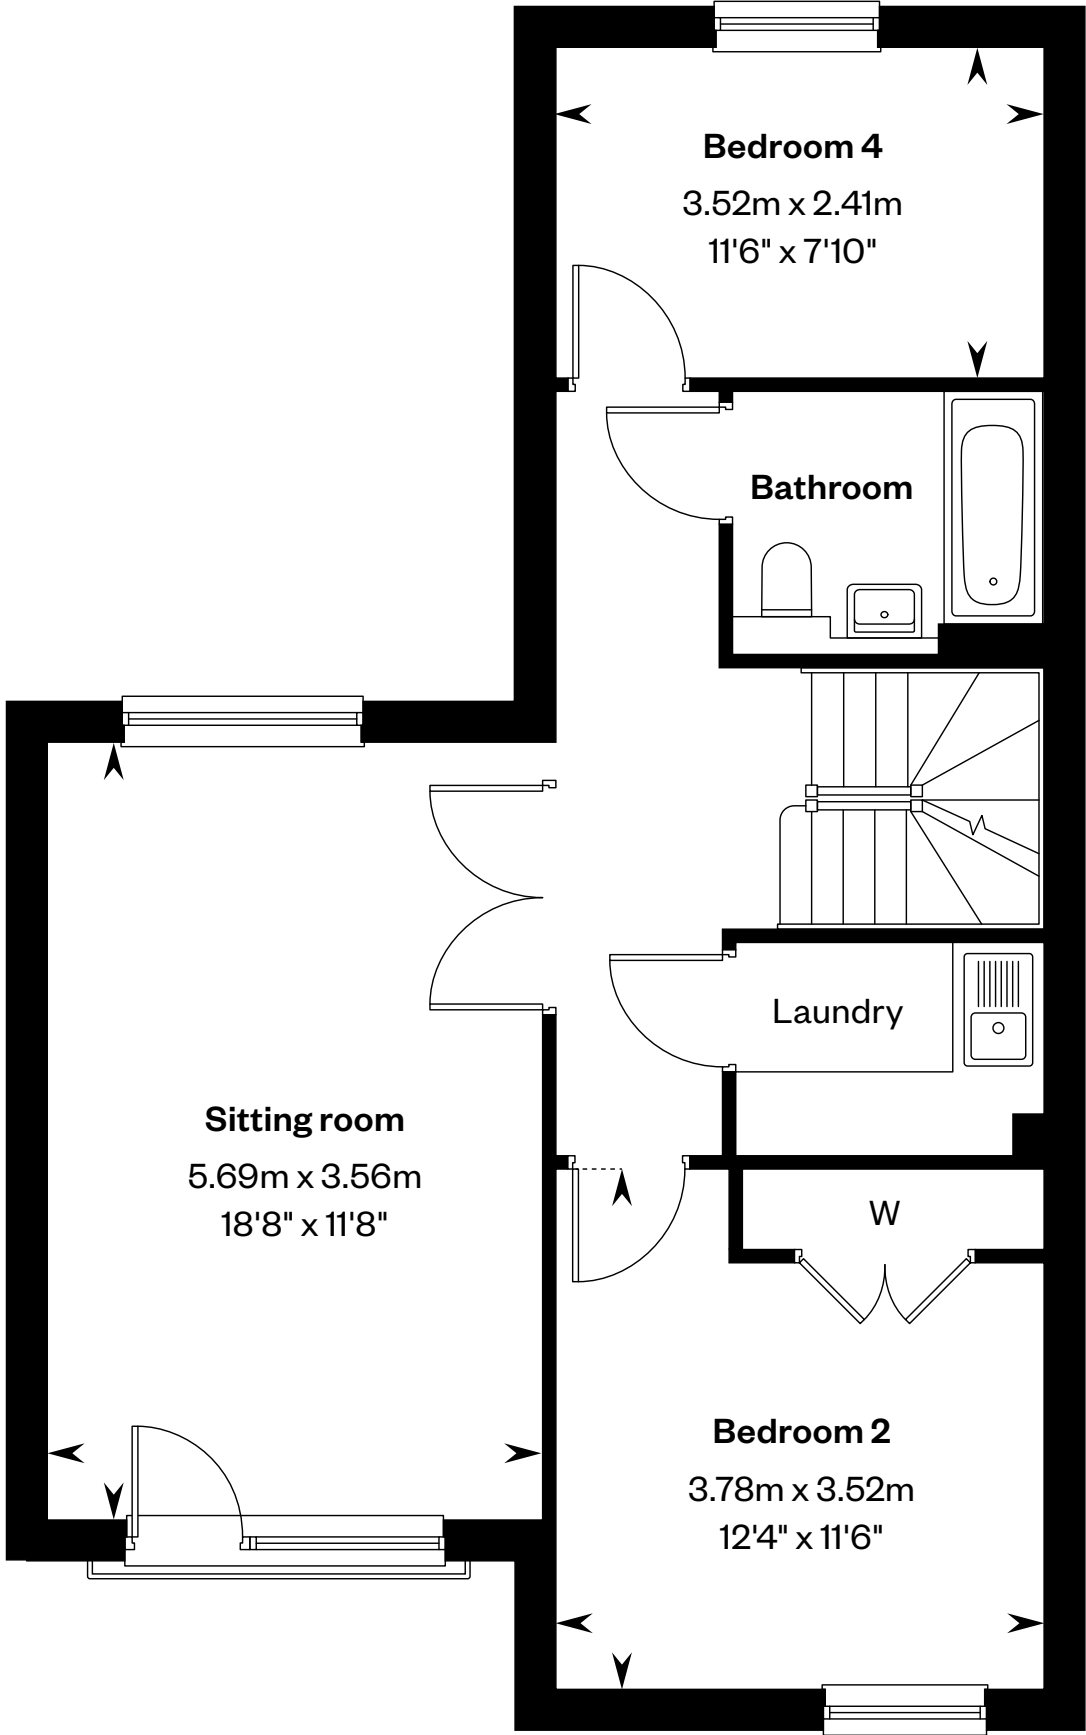 Bedroom 4
3.52m x 2.41m
11'6" x 7'10"
Bathroom
Laundry
Sitting room
5.69m x 3.56m
18'8" x 11'8"
W
Bedroom 2
3.78m x 3.52m
12'4" x 11'6"